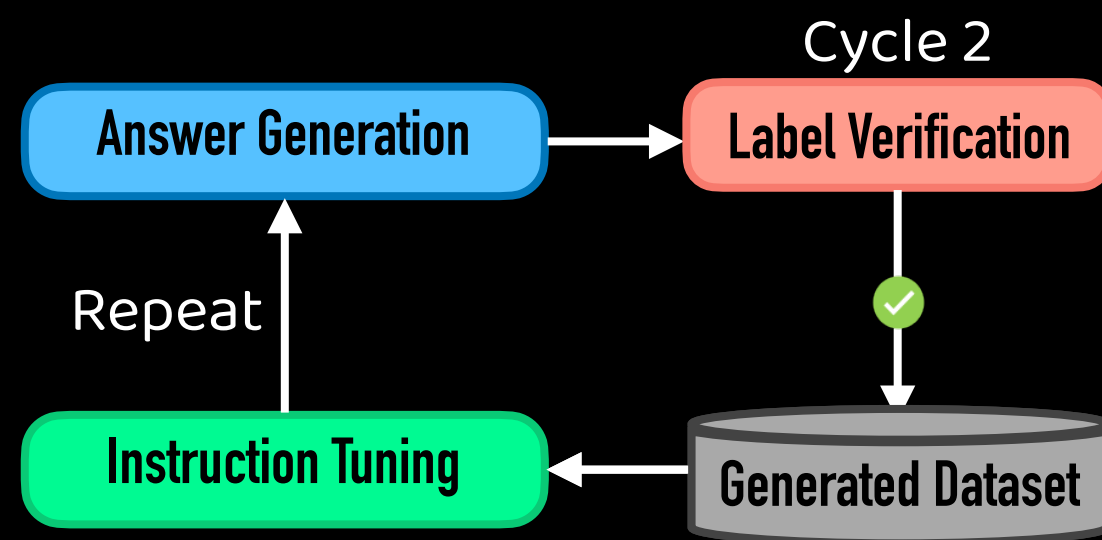 Cycle 2
Answer Generation
Label Verification
Repeat
Instruction Tuning
Generated Dataset